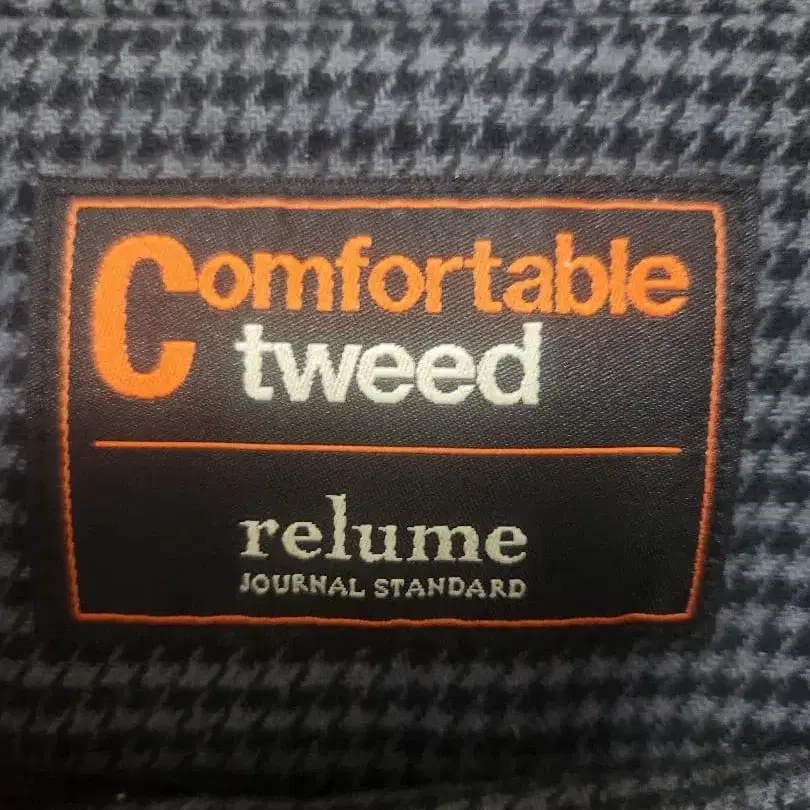 Comfortable
tweed
relume
JOURNAL STANDARD